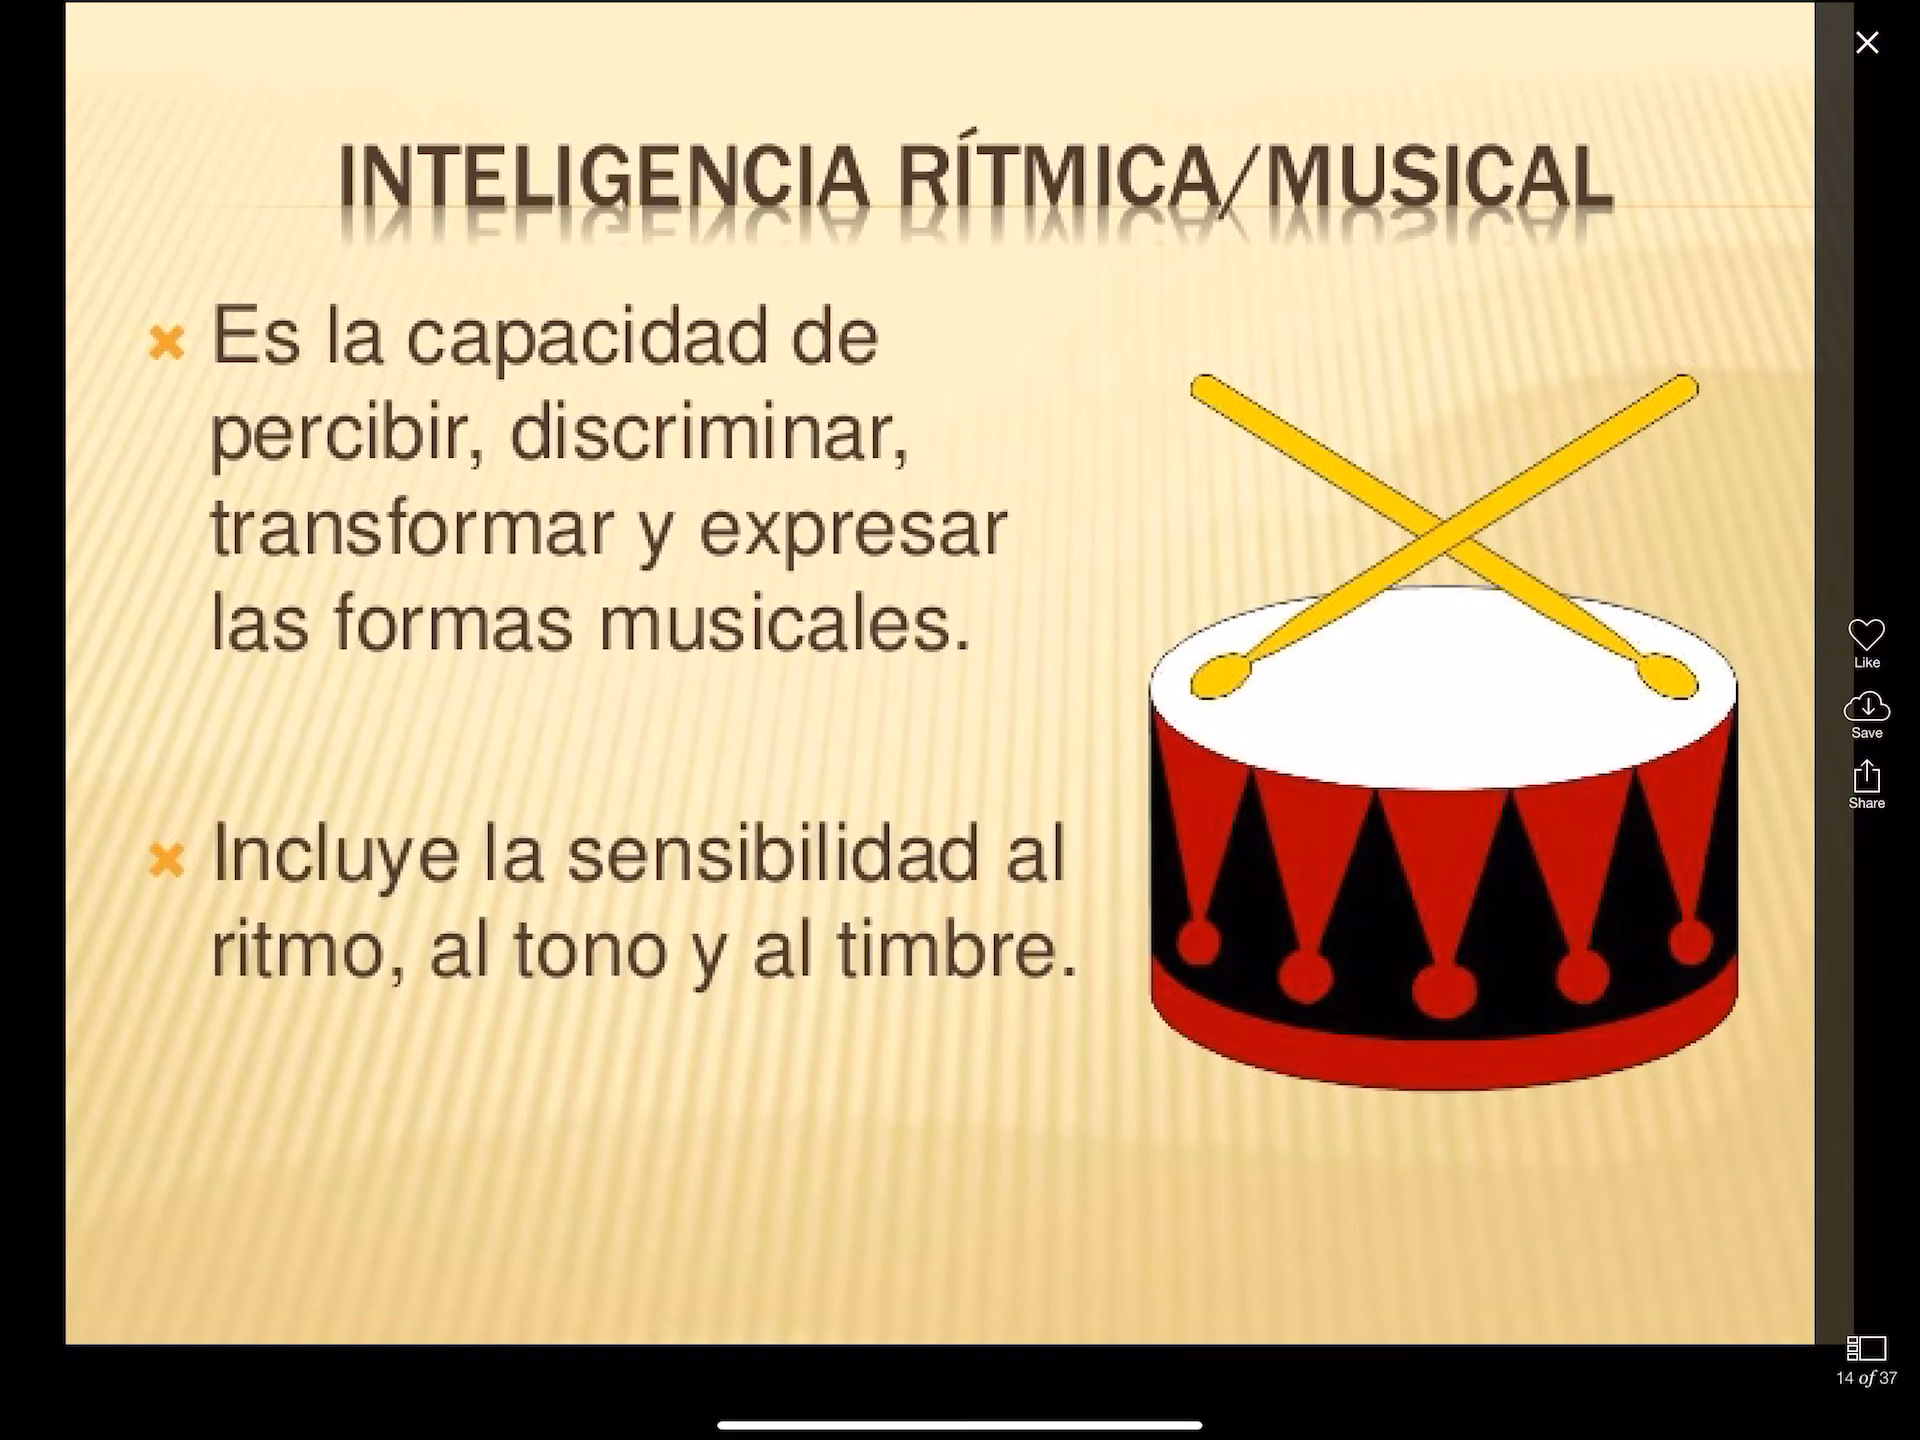 INTELIGENCIA RÍTMICA/MUSICAL
Es la capacidad de
percibir, discriminar,
transformar y expresar
las formas musicales.
Incluye la sensibilidad al
ritmo, al tono y al timbre.
Like
Save
Share
14 of 37